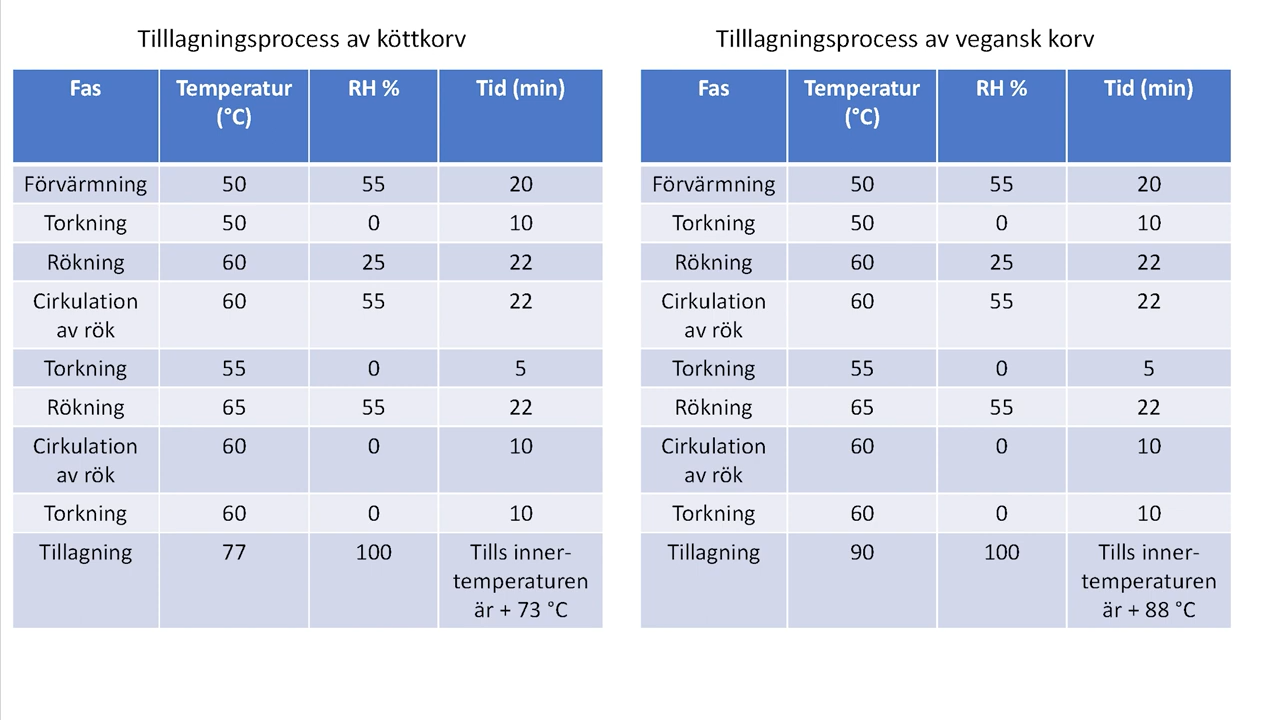 Tilllagningsprocess av köttkorv
Fas Temperatur (°C) RH % Tid (min)
Förvärmning 50 55 20
Torkning 50 0 10
Rökning 60 25 22
Cirkulation av rök 60 55 22
Torkning 55 0 5
Rökning 65 55 22
Cirkulation av rök 60 0 10
Torkning 60 0 10
Tillagning 77 100 Tills inner-
temperaturen
är + 73 °C
Tilllagningsprocess av vegansk korv
Fas Temperatur (°C) RH % Tid (min)
Förvärmning 50 55 20
Torkning 50 0 10
Rökning 60 25 22
Cirkulation av rök 60 55 22
Torkning 55 0 5
Rökning 65 55 22
Cirkulation av rök 60 0 10
Torkning 60 0 10
Tillagning 90 100 Tills inner-
temperaturen
är + 88 °C